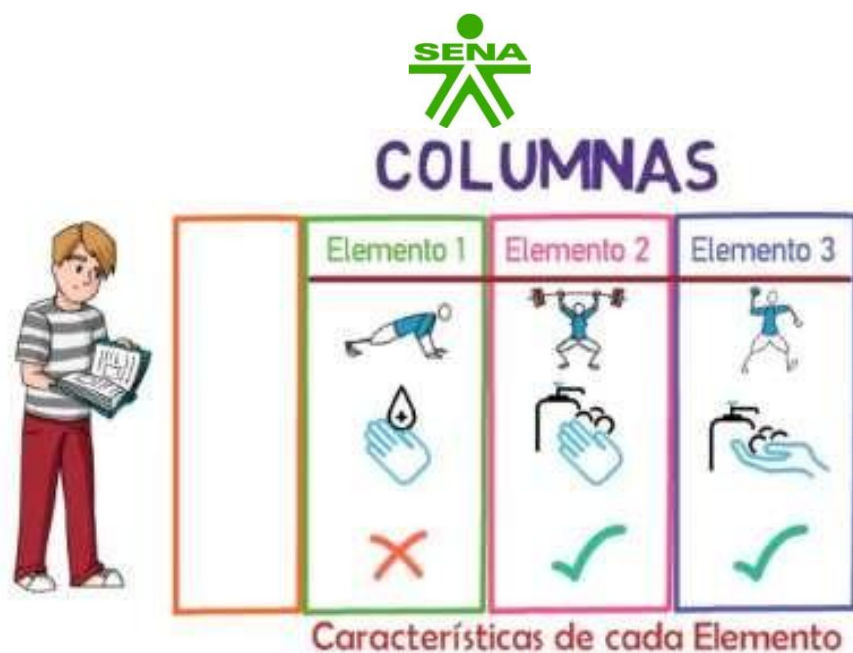 SENA
COLUMNAS
Elemento 1 Elemento 2 Elemento 3
Características de cada Elemento